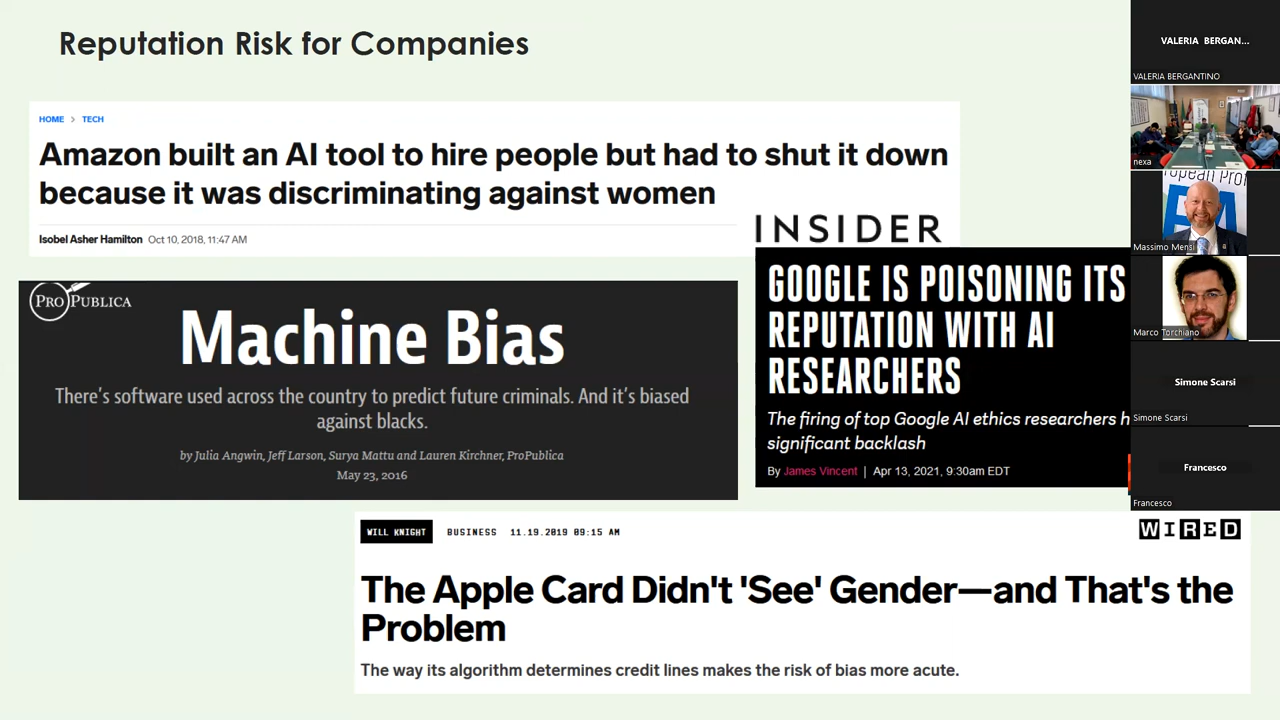 Reputation Risk for Companies
HOME > TECH
Amazon built an AI tool to hire people but had to shut it down
because it was discriminating against women
Isobel Asher Hamilton Oct 10, 2018, 11:47 AM
INSIDER
PROPUBLICA
Machine Bias
There's software used across the country to predict future criminals. And it's biased
against blacks.
by Julia Angwin, Jeff Larson, Surya Mattu and Lauren Kirchner, ProPublica
May 23, 2016
GOOGLE IS POISONING ITS
REPUTATION WITH AI
RESEARCHERS
The firing of top Google AI ethics researchers h
significant backlash
By James Vincent | Apr 13, 2021, 9:30am EDT
WILL KNIGHT BUSINESS 11.19.2019 09:15 AM
WIRED
The Apple Card Didn't 'See' Gender—and That's the
Problem
The way its algorithm determines credit lines makes the risk of bias more acute.
VALERIA BERGAN...
VALERIA BERGANTINO
nexa
ropean Pro
Massimo Mensi
Marco Torchiano
Simone Scarsi
Simone Scarsi
Francesco
Francesco